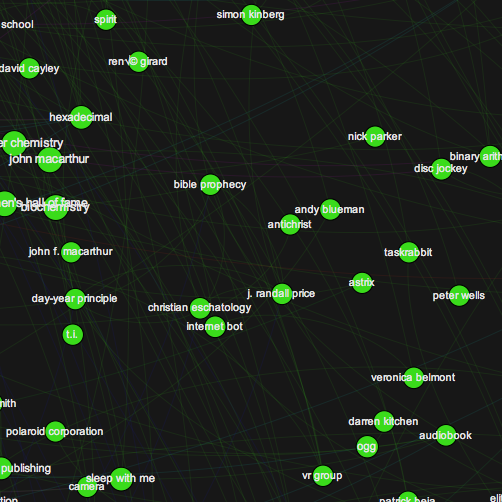 simon kinberg
spirit
school
david cayley
ren√© girard
hexadecimal
nick parker
er chemistry
john macarthur
binary arith
disc jockey
bible prophecy
en's hall of fame
biochemistry
andy blueman
antichrist
john f. macarthur
taskrabbit
astrix
j. randall price
peter wells
day-year principle
christian eschatology
internet bot
t.i.
veronica belmont
nith
darren kitchen
polaroid corporation
audiobook
ogg
publishing
sleep with me
vr group
camera
patrick beja
tion
elit